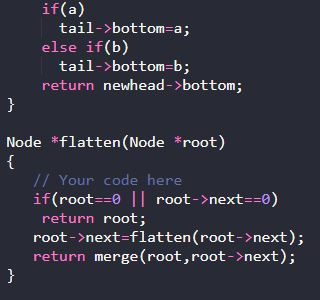 if(a)
tail->bottom=a;
else if(b)
tail->bottom=b;
return newhead->bottom;
}
Node *flatten(Node *root)
{
// Your code here
if(root==0 || root->next==0)
return root;
root->next=flatten(root->next);
return merge(root,root->next);
}